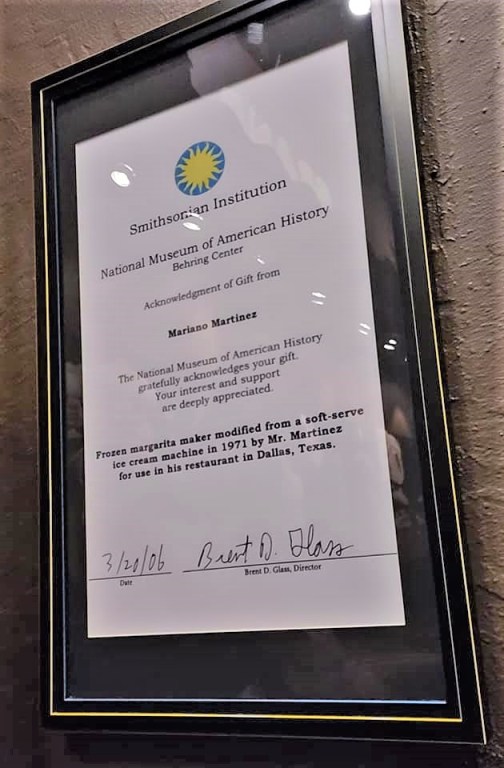 Smithsonian Institution
National Museum of American History
Behring Center
Acknowledgment of Gift from
Mariano Martinez
The National Museum of American History
gratefully acknowledges your gift.
Your interest and support
are deeply appreciated.
Frozen margarita maker modified from a soft-serve
ice cream machine in 1971 by Mr. Martinez
for use in his restaurant in Dallas, Texas.
3/20/06 Brent D. Glass
Date Brent D. Glass, Director